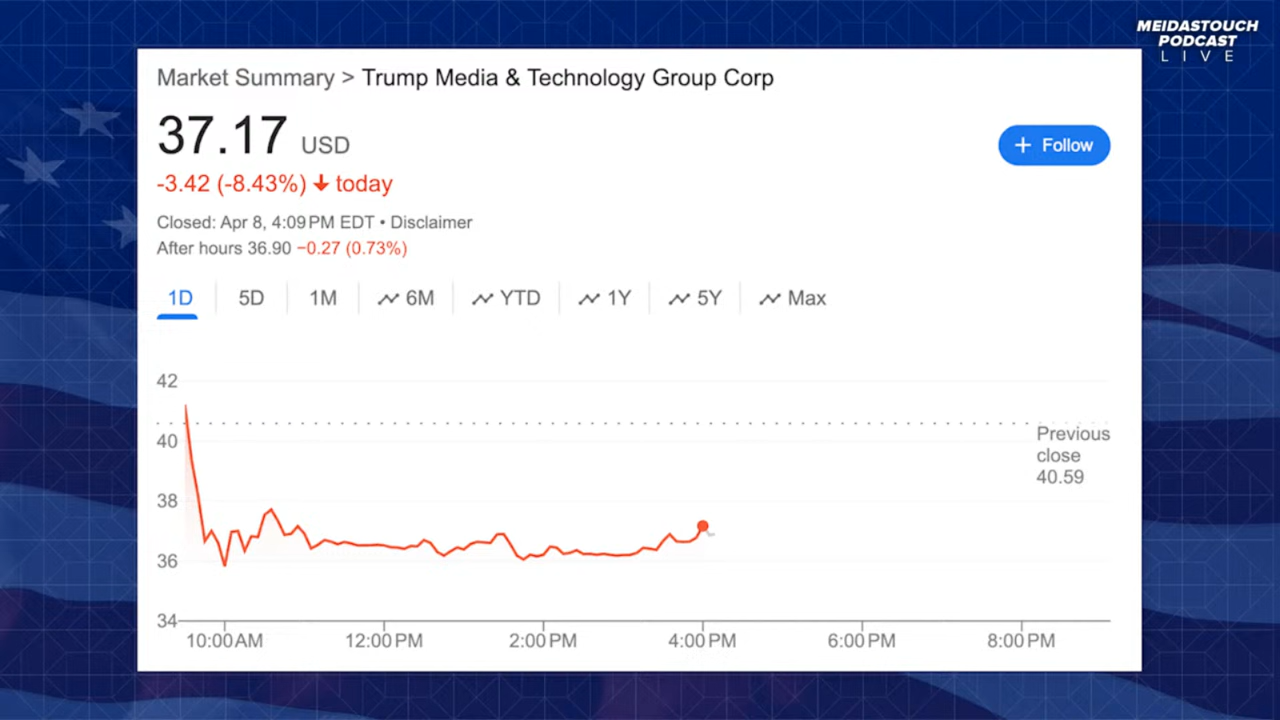 MEIDASTOUCH
PODCAST
LIVE
Market Summary > Trump Media & Technology Group Corp
37.17 USD
+ Follow
-3.42 (-8.43%) ↓ today
Closed: Apr 8, 4:09 PM EDT • Disclaimer
After hours 36.90 −0.27 (0.73%)
1D 5D 1M 6M YTD 1Y 5Y Max
42
40
38
36
34
Previous
close
40.59
10:00 AM 12:00 PM 2:00 PM 4:00 PM 6:00 PM 8:00 PM